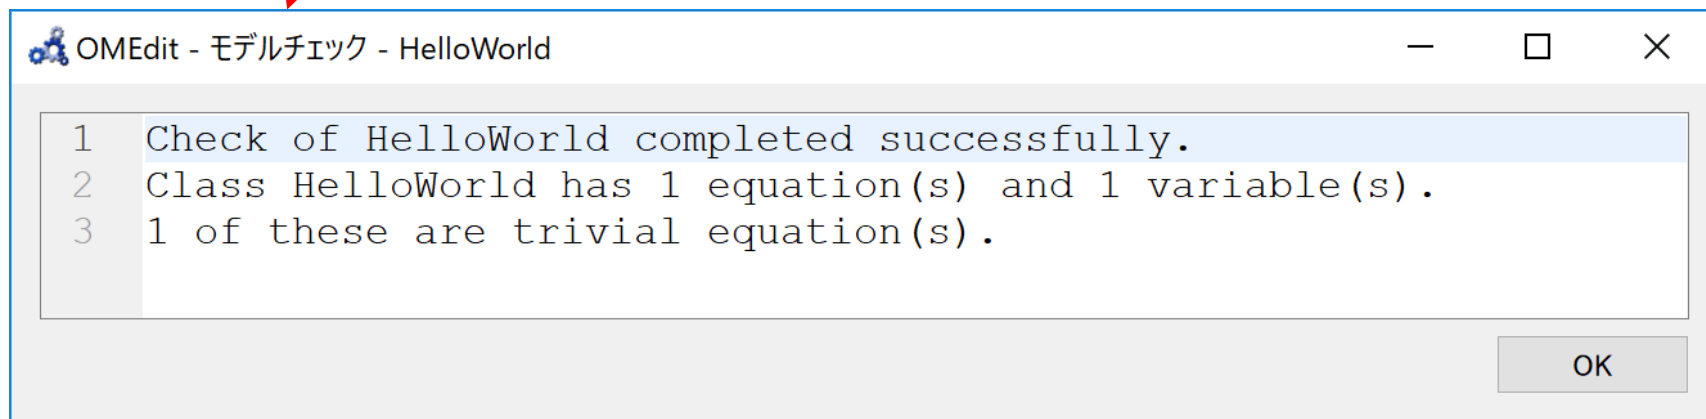 OMEdit - モデルチェック - HelloWorld
1 Check of HelloWorld completed successfully.
2 Class HelloWorld has 1 equation(s) and 1 variable(s).
3 1 of these are trivial equation(s).
OK